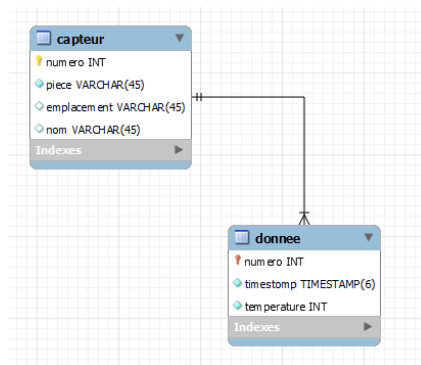 capteur
numero INT
piece VARCHAR(45)
emplacement VARCHAR(45)
nom VARCHAR(45)
Indexes
donnee
numero INT
timestomp TIMESTAMP(6)
temperature INT
Indexes